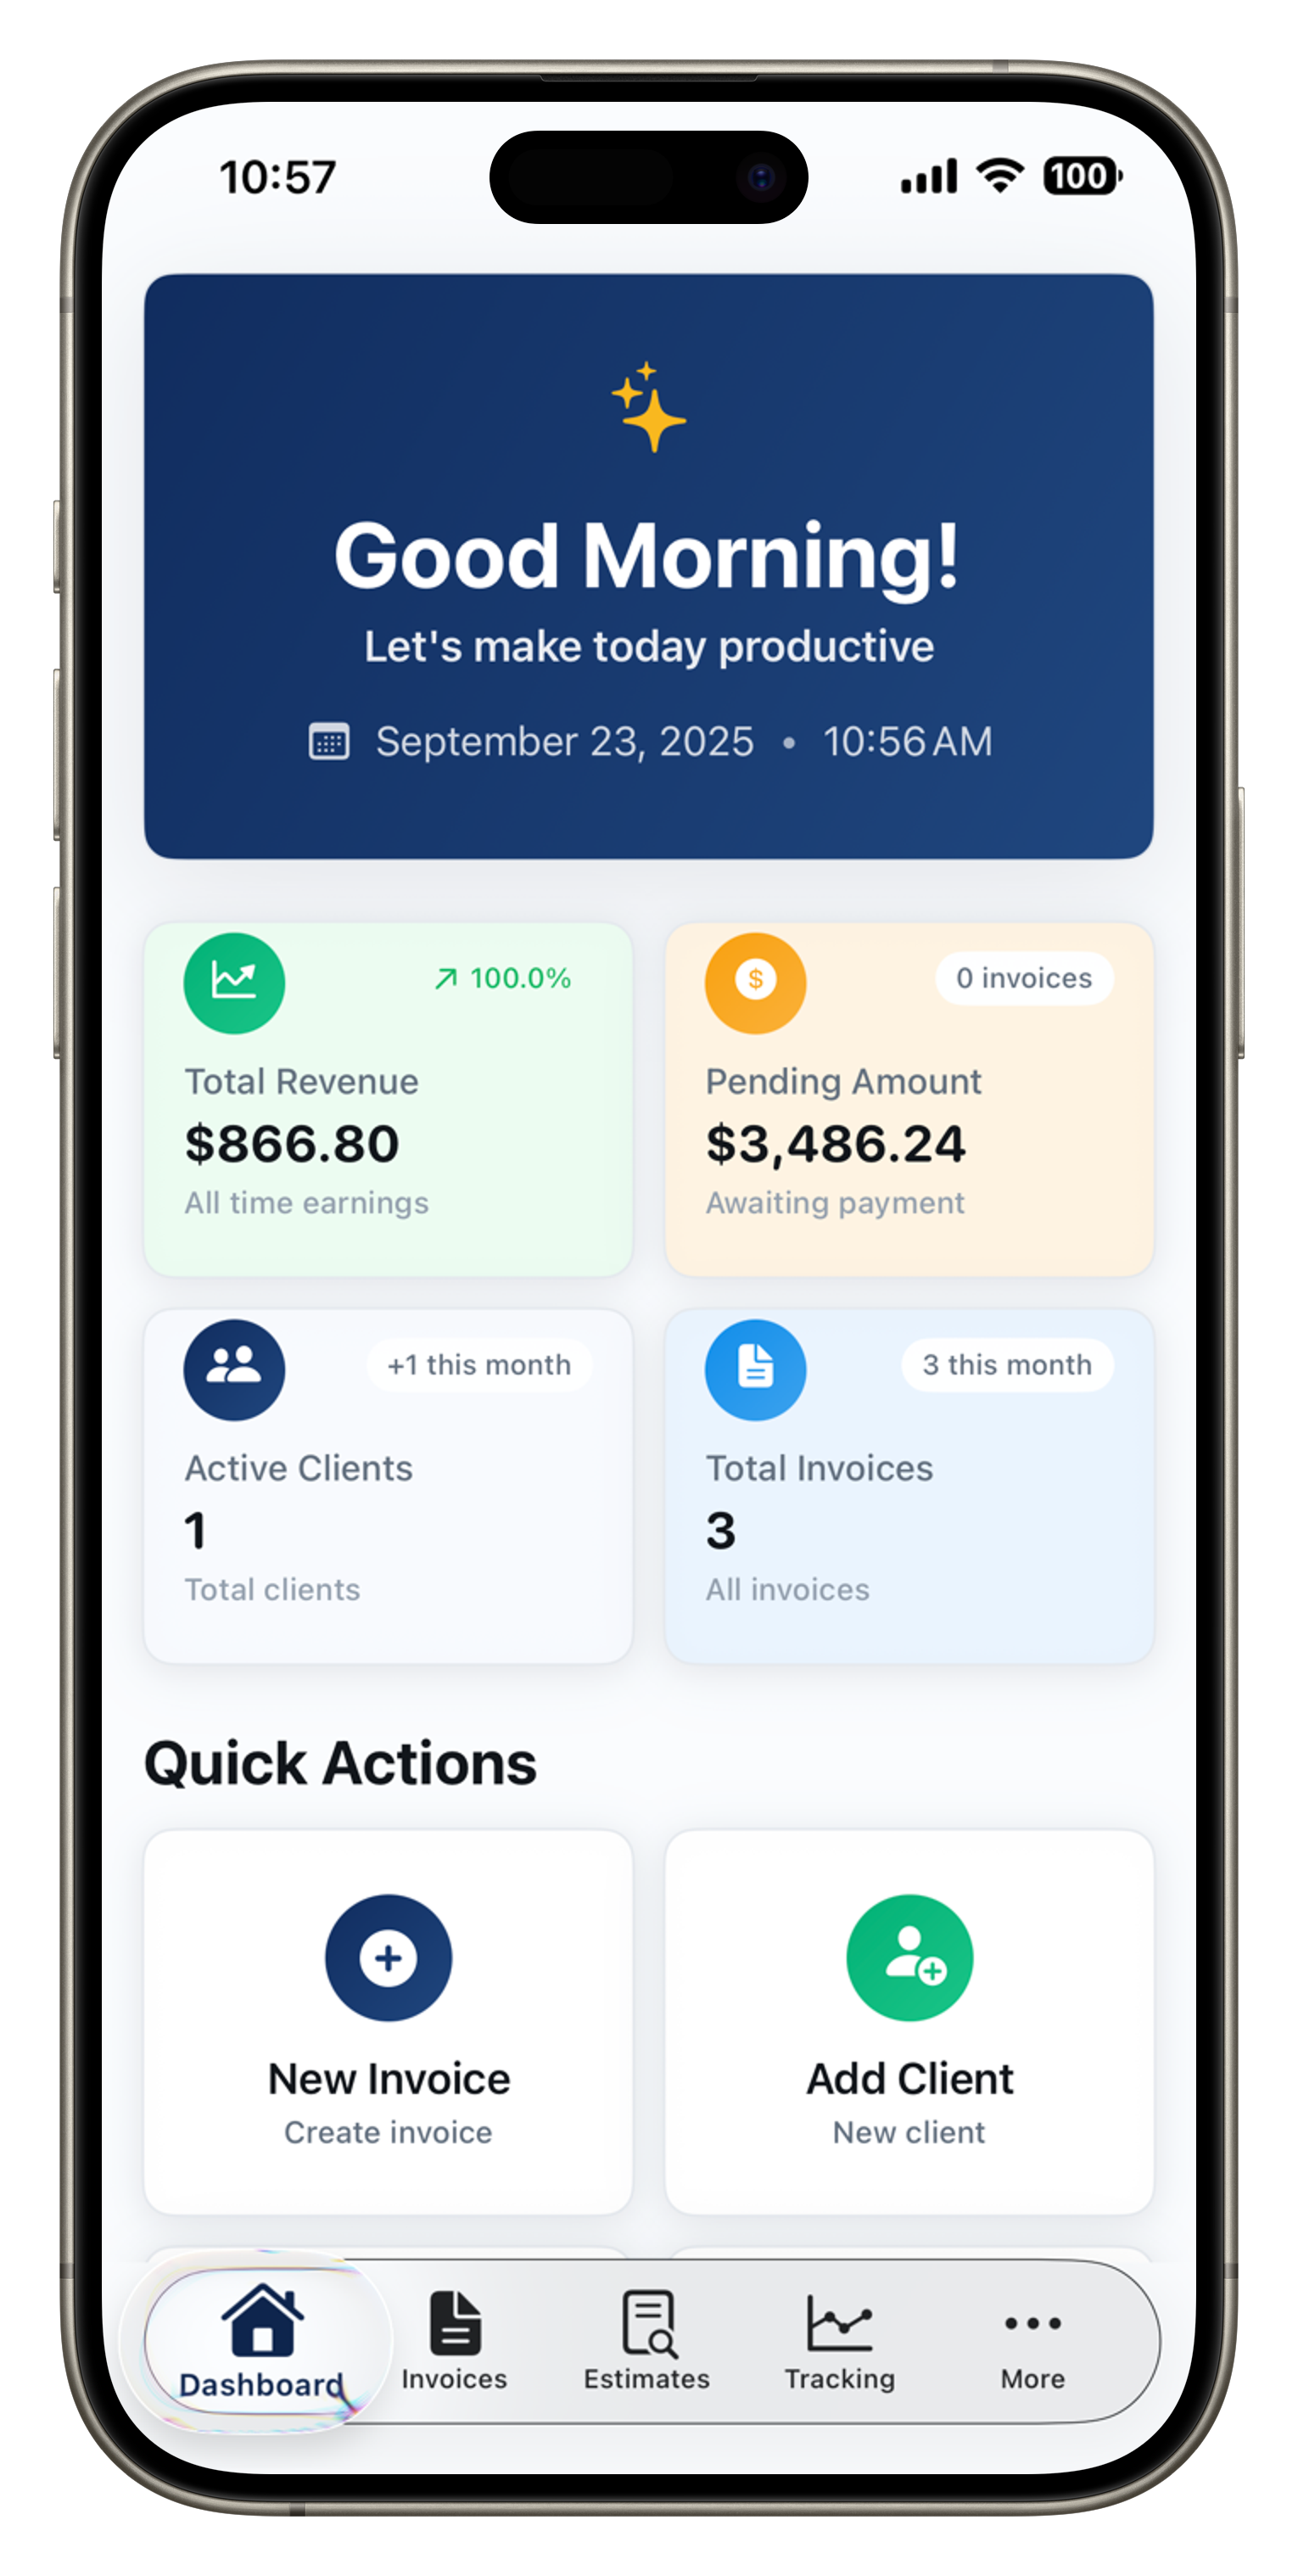 10:57
100
Good Morning!
Let's make today productive
September 23, 2025 • 10:56 AM
100.0%
Total Revenue
$866.80
All time earnings
$
0 invoices
Pending Amount
$3,486.24
Awaiting payment
+1 this month
Active Clients
1
Total clients
3 this month
Total Invoices
3
All invoices
Quick Actions
New Invoice
Create invoice
Add Client
New client
Dashboard
Invoices
Estimates
Tracking
More